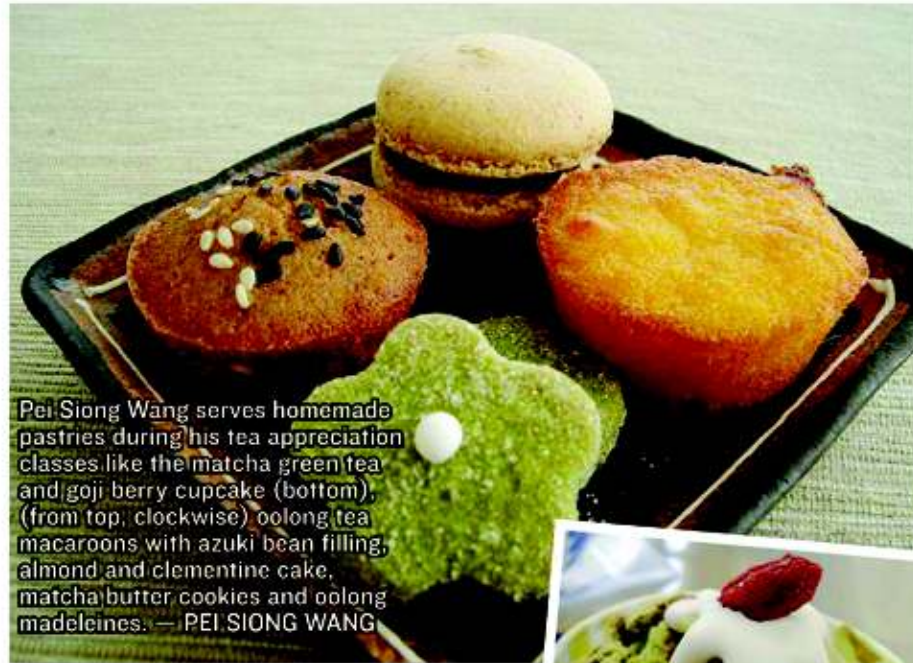 Pei Siong Wang serves homemade
pastries during his tea appreciation
classes like the matcha green tea
and goji berry cupcake (bottom),
(from top, clockwise) oolong tea
macaroons with azuki bean filling,
almond and clementine cake,
matcha butter cookies and oolong
madeleines. — PEI SIONG WANG